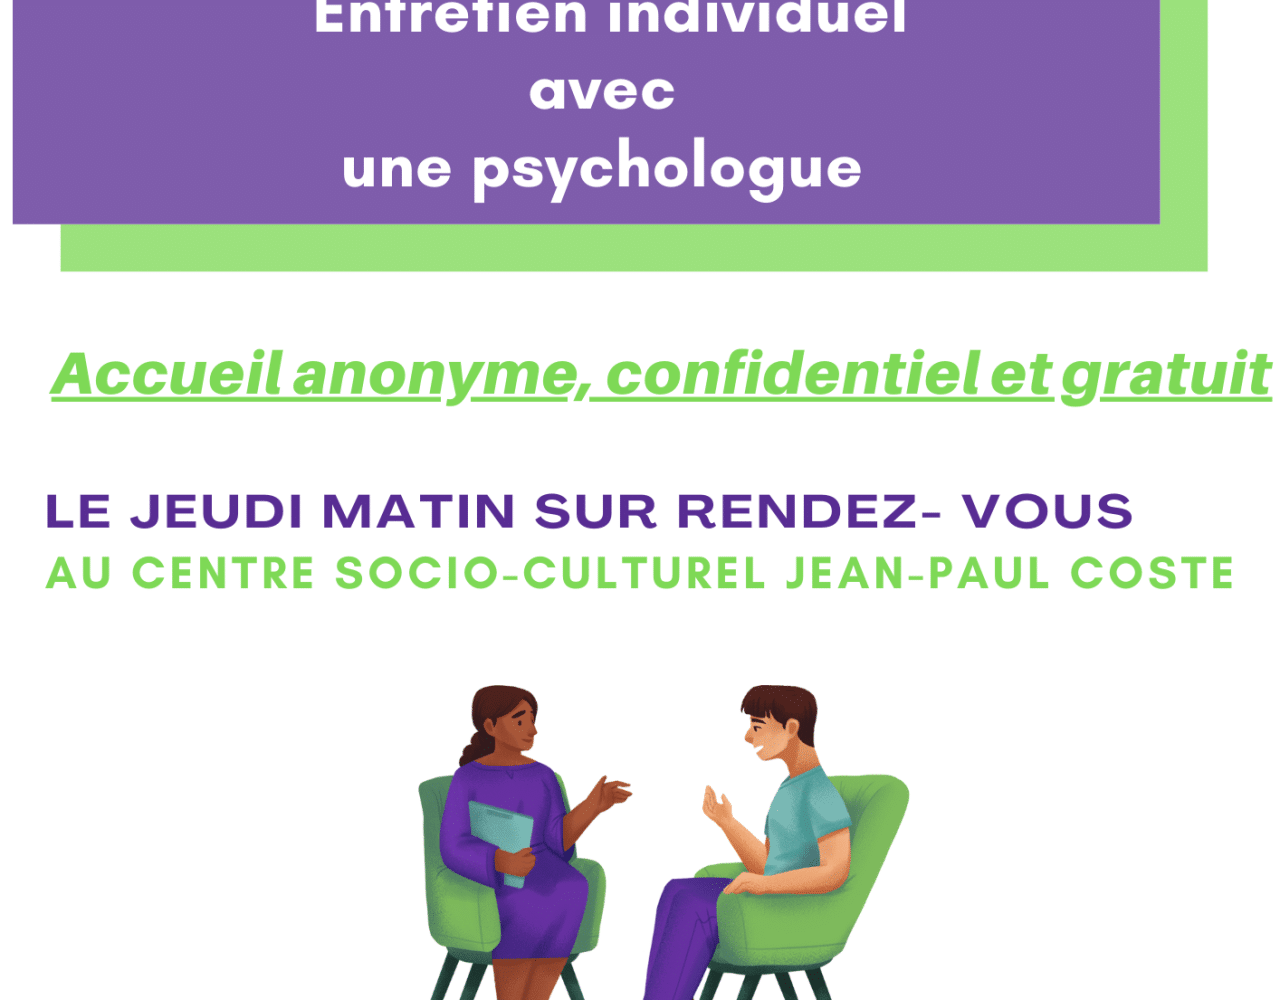 Entretien individuel
avec
une psychologue
Accueil anonyme, confidentiel et gratuit
LE JEUDI MATIN SUR RENDEZ- VOUS
AU CENTRE SOCIO-CULTUREL JEAN-PAUL COSTE